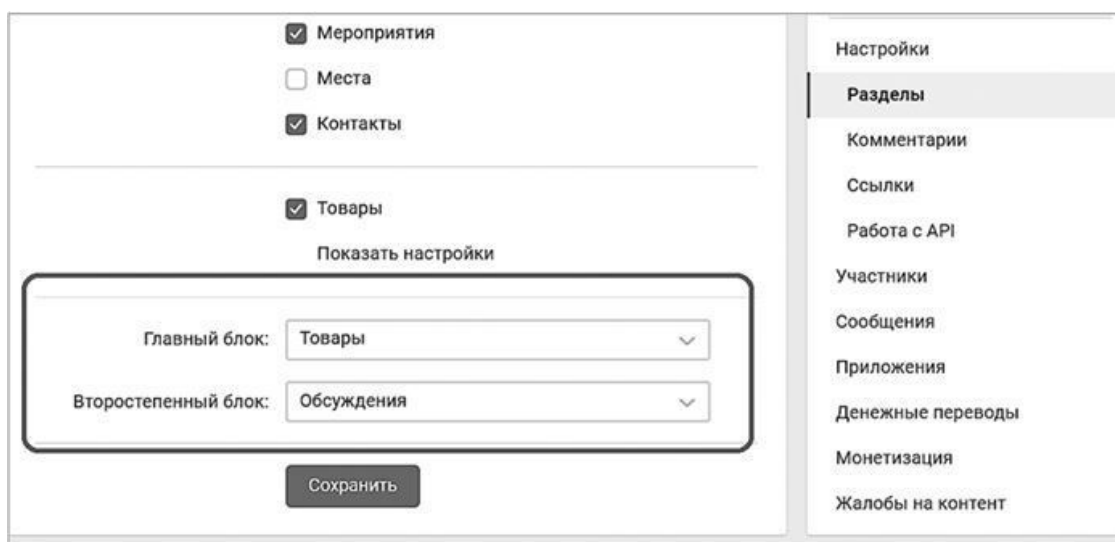 Мероприятия
Места
Контакты
Товары
Показать настройки
Главный блок: Товары
Второстепенный блок: Обсуждения
Сохранить
Настройки
Разделы
Комментарии
Ссылки
Работа с API
Участники
Сообщения
Приложения
Денежные переводы
Монетизация
Жалобы на контент